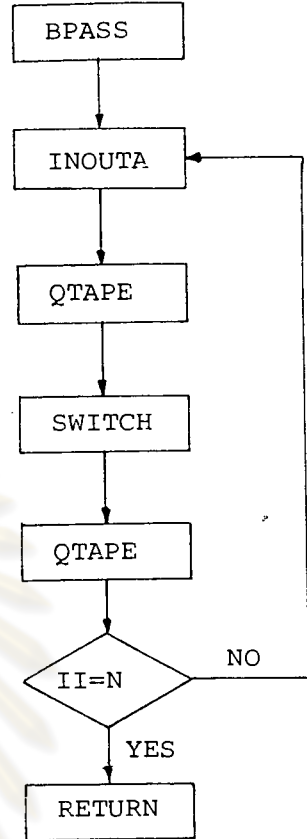 BPASS
INOUTA
QTAPE
SWITCH
QTAPE
II=N
NO
YES
RETURN